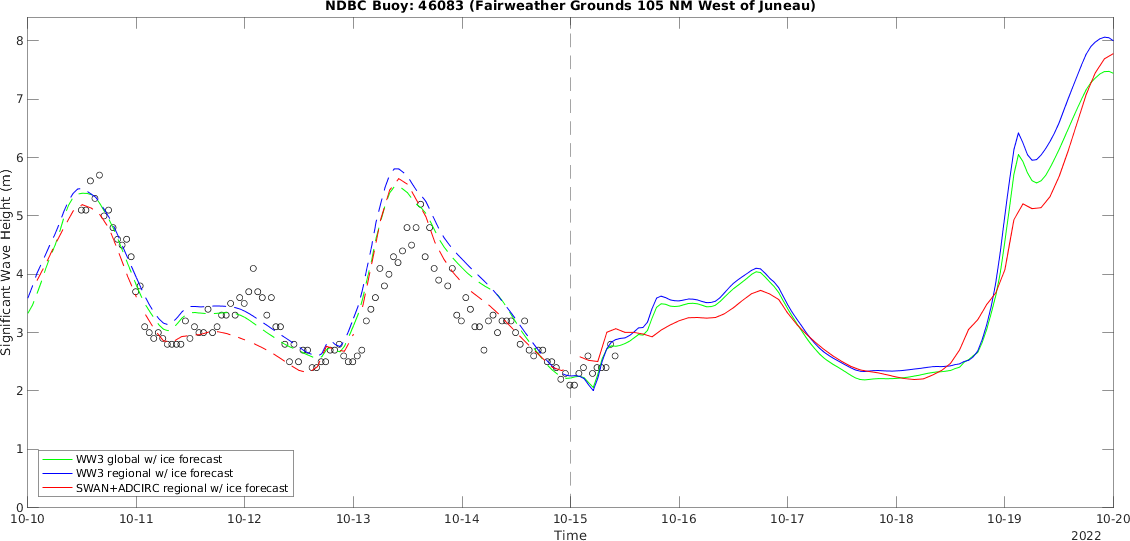 NDBC Buoy: 46083 (Fairweather Grounds 105 NM West of Juneau)
Significant Wave Height (m)
8
7
6
5
4
3
2
1
0
WW3 global w/ ice forecast
WW3 regional w/ ice forecast
SWAN+ADCIRC regional w/ ice forecast
10-10 10-11 10-12 10-13 10-14 10-15 10-16 10-17 10-18 10-19 10-20
Time
2022